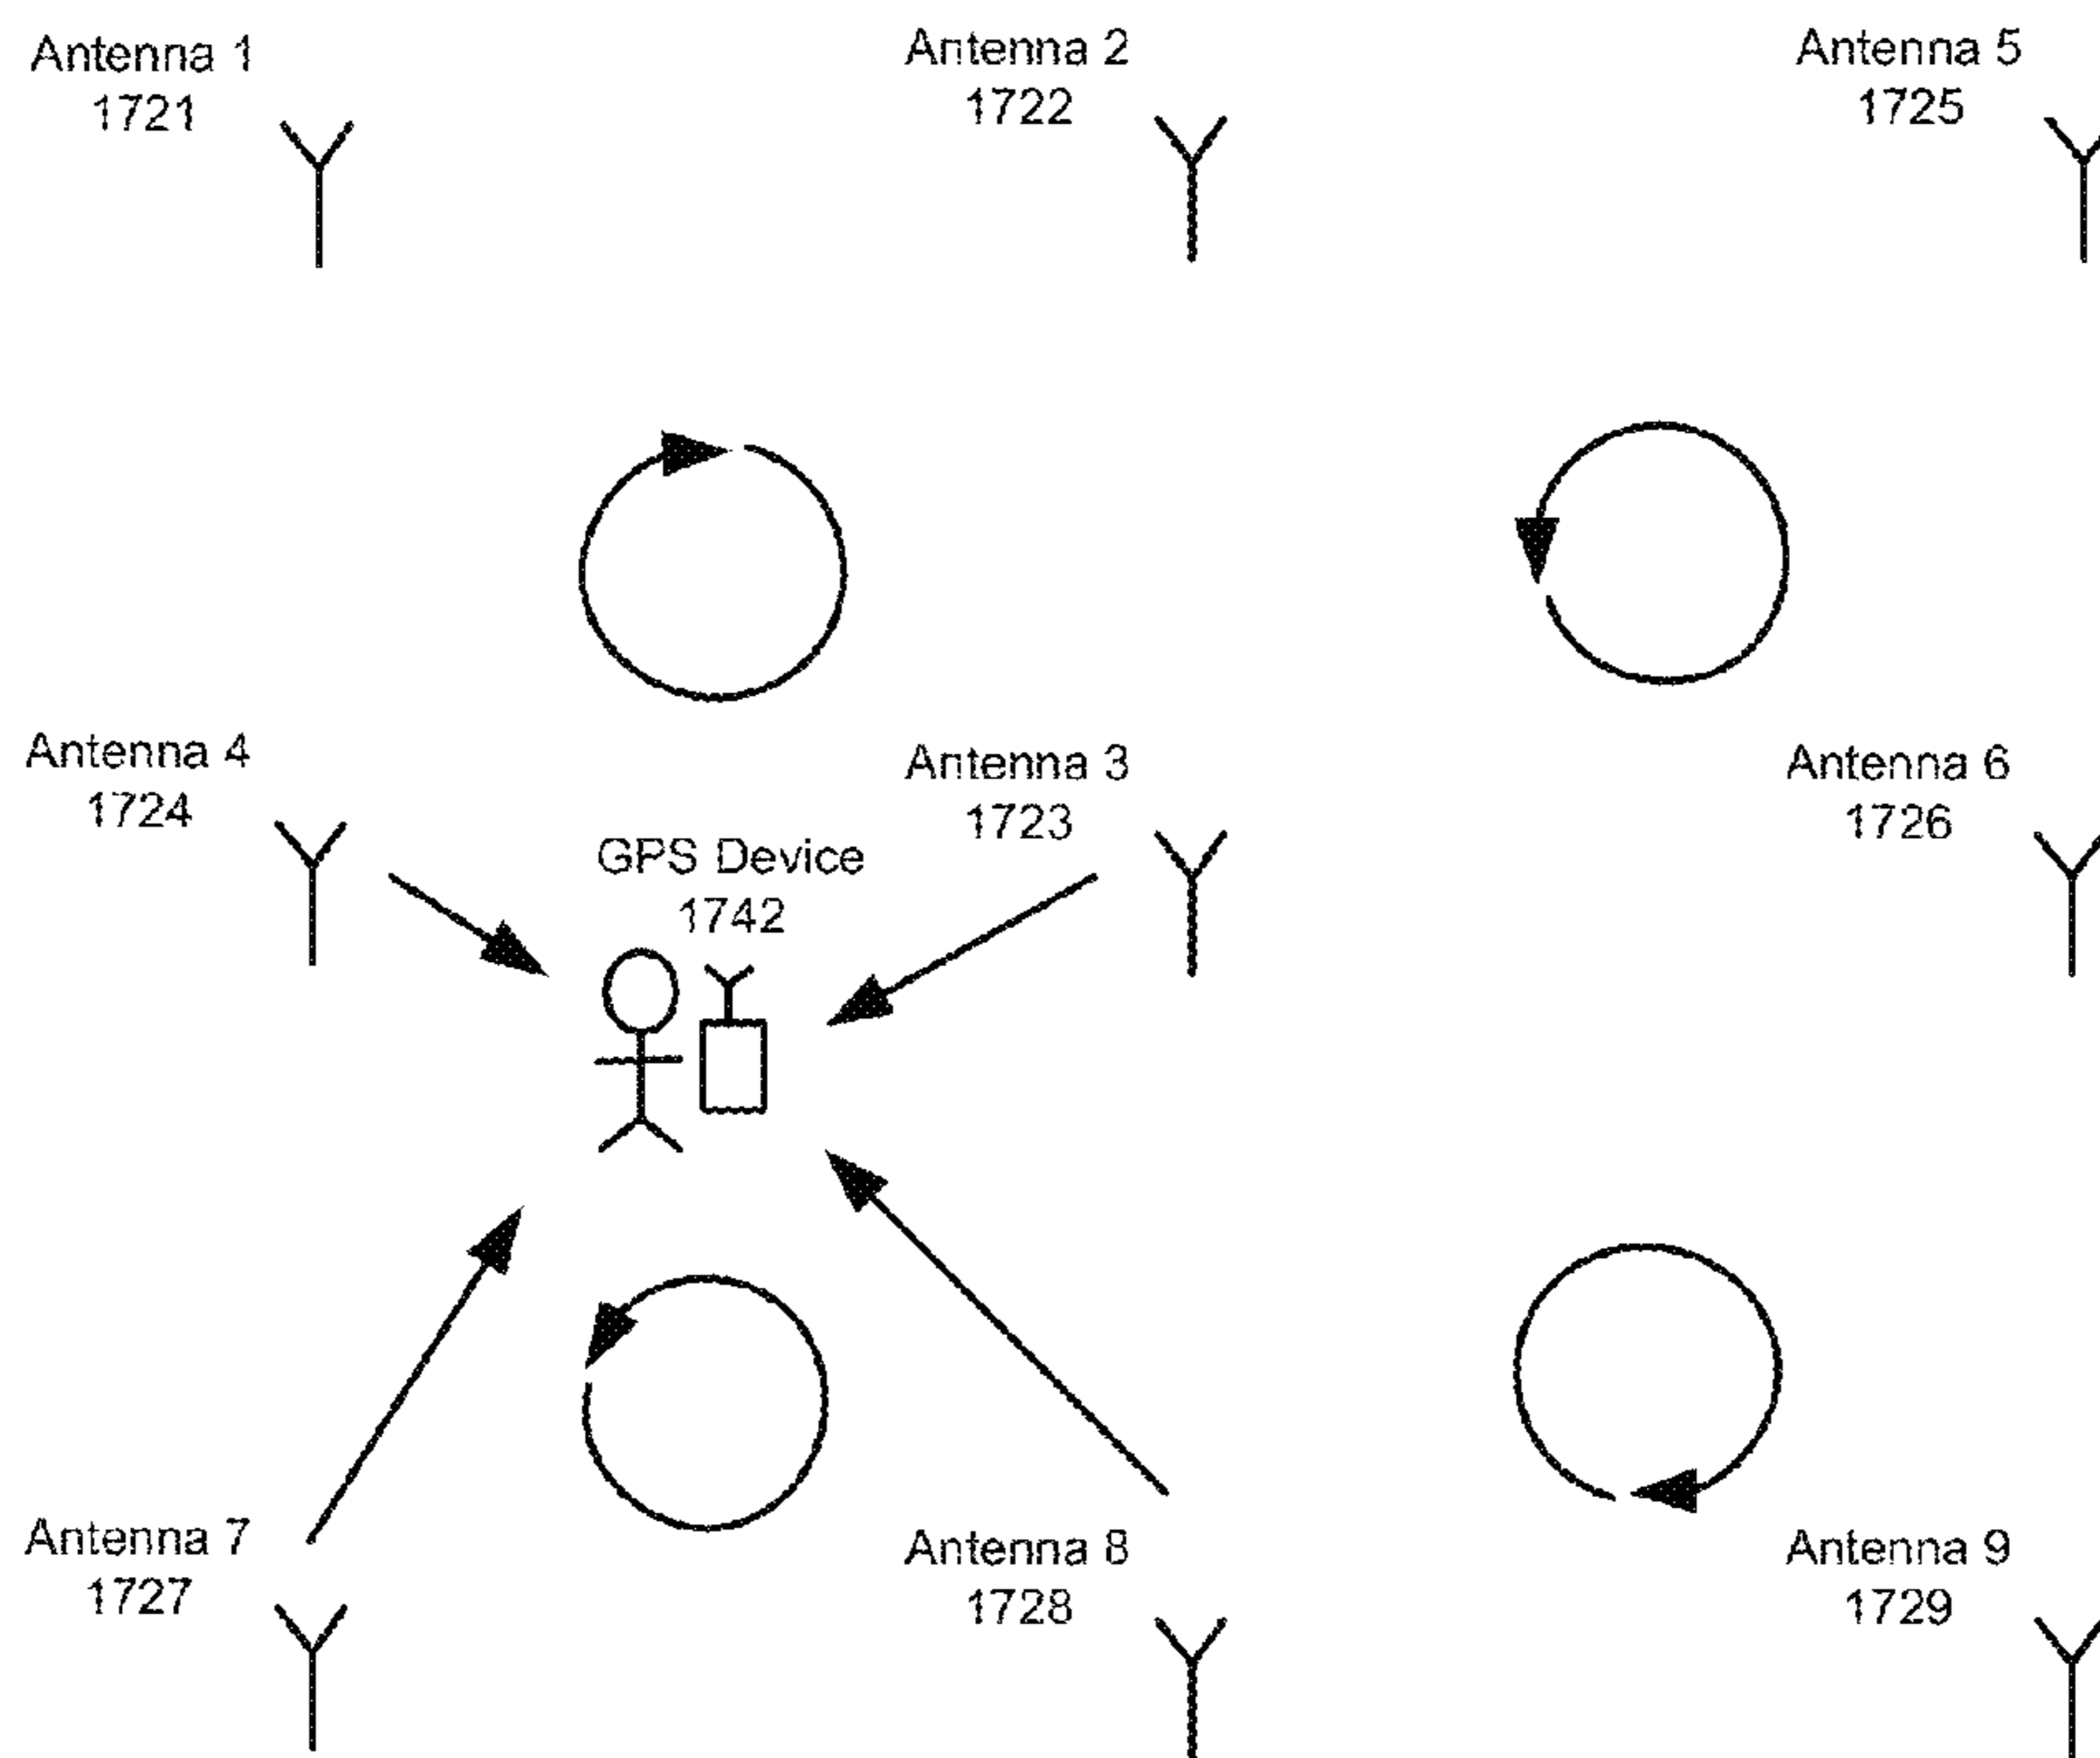 Antenna 1
1721
Antenna 2
1722
Antenna 5
1725
Antenna 4
1724
Antenna 3
1723
Antenna 6
1726
GPS Device
1742
Antenna 7
1727
Antenna 8
1728
Antenna 9
1729